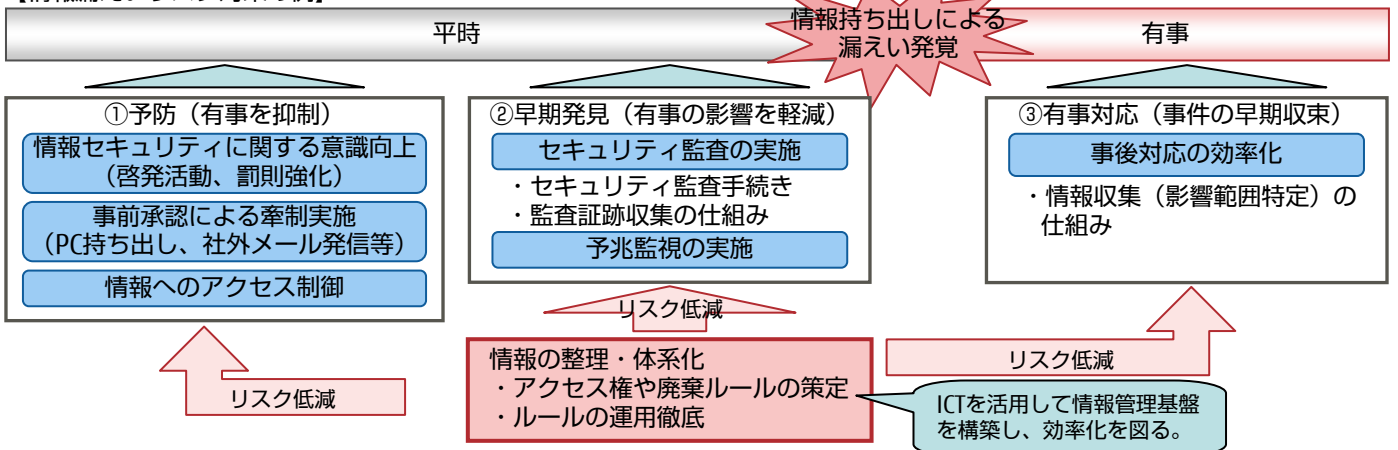 平時
情報持ち出しによる
漏えい発覚
有事
①予防（有事を抑制）
情報セキュリティに関する意識向上
（啓発活動、罰則強化）
事前承認による牽制実施
（PC持ち出し、社外メール発信等）
情報へのアクセス制御
②早期発見（有事の影響を軽減）
セキュリティ監査の実施
・セキュリティ監査手続き
・監査証跡収集の仕組み
予兆監視の実施
③有事対応（事件の早期収束）
事後対応の効率化
・情報収集（影響範囲特定）の
仕組み
リスク低減
リスク低減
リスク低減
情報の整理・体系化
・アクセス権や廃棄ルールの策定
・ルールの運用徹底
ICTを活用して情報管理基盤
を構築し、効率化を図る。